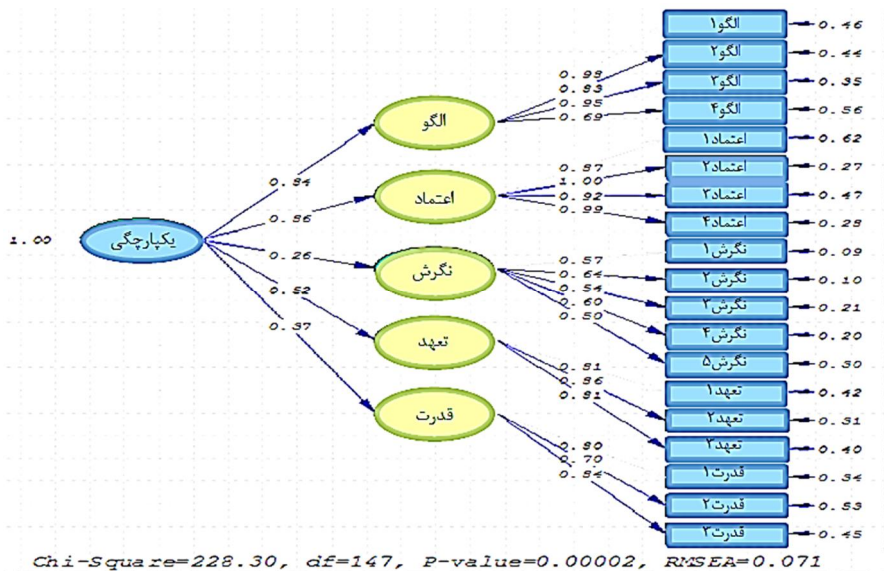 الگو۱ 0.46
الگو۲ 0.44
0.98
0.83
الگو۳ 0.35
0.95
الگو
الگو۴ 0.56
0.69
اعتماد۱ 0.62
0.87
اعتماد۲ 0.27
0.84
1.00
اعتماد
0.92
اعتماد۳ 0.47
0.99
اعتماد۴ 0.28
1.00
یکپارچگی
نگرش۱ 0.09
0.26
0.57
نگرش
0.64
نگرش۲ 0.10
0.54
0.52
0.60
نگرش۳ 0.21
0.50
0.37
نگرش۴ 0.20
تعهد
نگرش۵ 0.30
0.81
0.86
تعهد۱ 0.42
0.81
قدرت
تعهد۲ 0.31
تعهد۳ 0.40
0.80
0.70
قدرت۱ 0.34
0.84
قدرت۲ 0.53
قدرت۳ 0.45
Chi-Square=228.30, df=147, P-value=0.00002, RMSEA=0.071